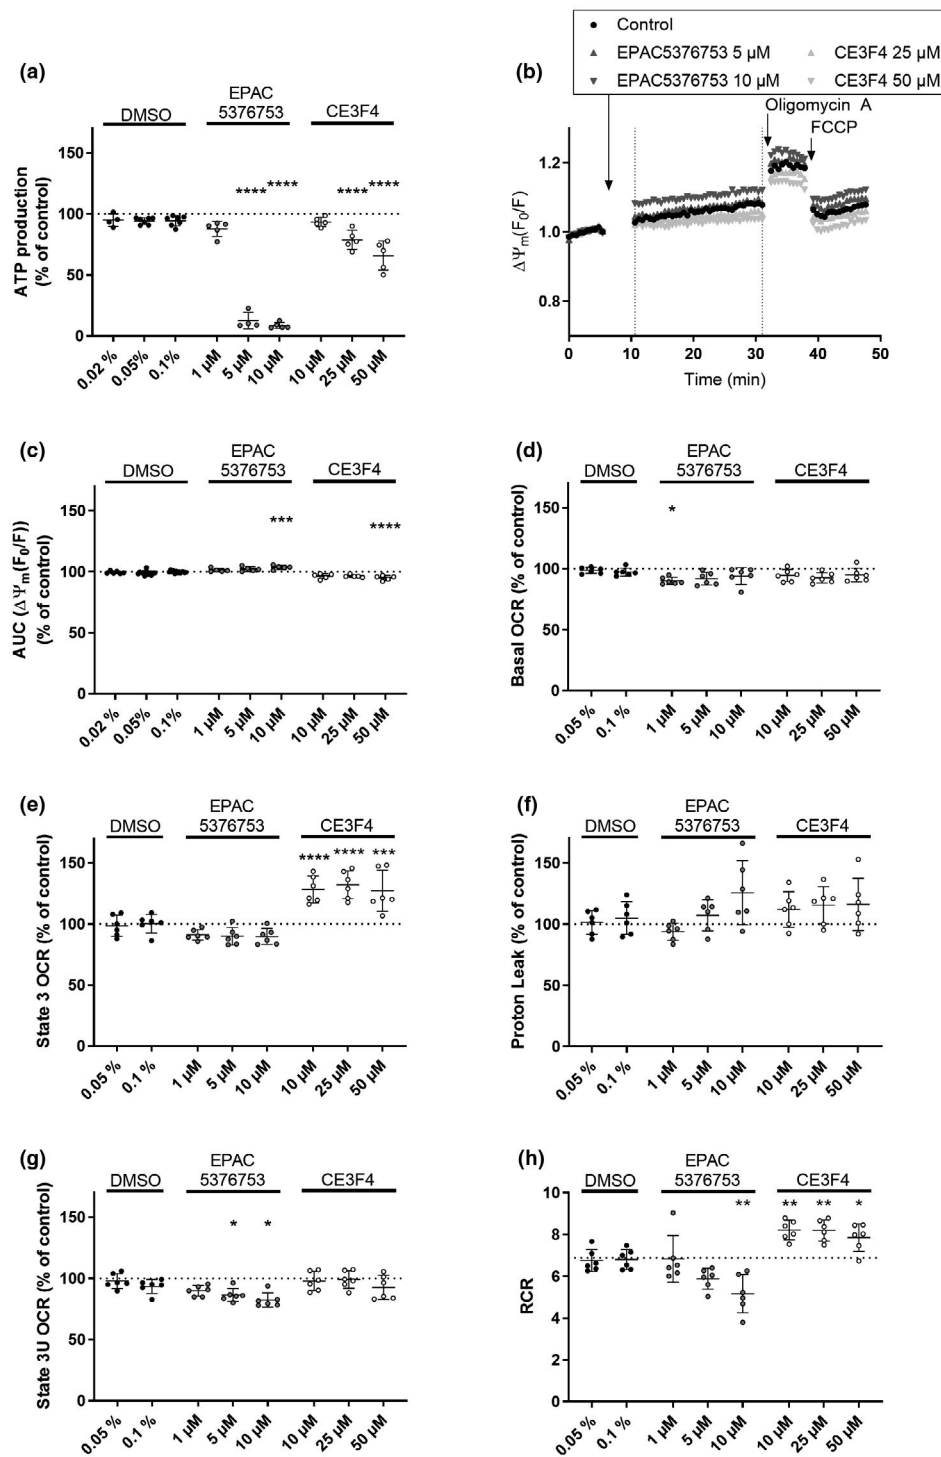 (a)
DMSO
EPAC
5376753
CE3F4
ATP production
(% of control)
150
100
50
0
****
****
****
****
0.02 %
0.05%
0.1%
1 µM
5 µM
10 µM
10 µM
25 µM
50 µM
(b)
Control
EPAC5376753 5 µM
CE3F4 25 µM
EPAC5376753 10 µM
CE3F4 50 µM
Oligomycin A
FCCP
ΔΨm(F0/F)
1.2
1.0
0.8
0
10
20
30
40
50
Time (min)
(c)
DMSO
EPAC
5376753
CE3F4
AUC (ΔΨm(F0/F))
(% of control)
150
100
50
0
***
****
0.02 %
0.05%
0.1%
1 µM
5 µM
10 µM
10 µM
25 µM
50 µM
(d)
DMSO
EPAC
5376753
CE3F4
Basal OCR (% of control)
150
100
50
0
*
0.05 %
0.1 %
1 µM
5 µM
10 µM
10 µM
25 µM
50 µM
(e)
DMSO
EPAC
5376753
CE3F4
State 3 OCR (% of control)
150
100
50
0
****
****
***
0.05 %
0.1 %
1 µM
5 µM
10 µM
10 µM
25 µM
50 µM
(f)
DMSO
EPAC
5376753
CE3F4
Proton Leak (% of control)
150
100
50
0
0.05 %
0.1 %
1 µM
5 µM
10 µM
10 µM
25 µM
50 µM
(g)
DMSO
EPAC
5376753
CE3F4
State 3U OCR (% of control)
150
100
50
0
*
*
0.05 %
0.1 %
1 µM
5 µM
10 µM
10 µM
25 µM
50 µM
(h)
DMSO
EPAC
5376753
CE3F4
RCR
10
8
6
4
2
0
**
**
**
*
0.05 %
0.1 %
1 µM
5 µM
10 µM
10 µM
25 µM
50 µM